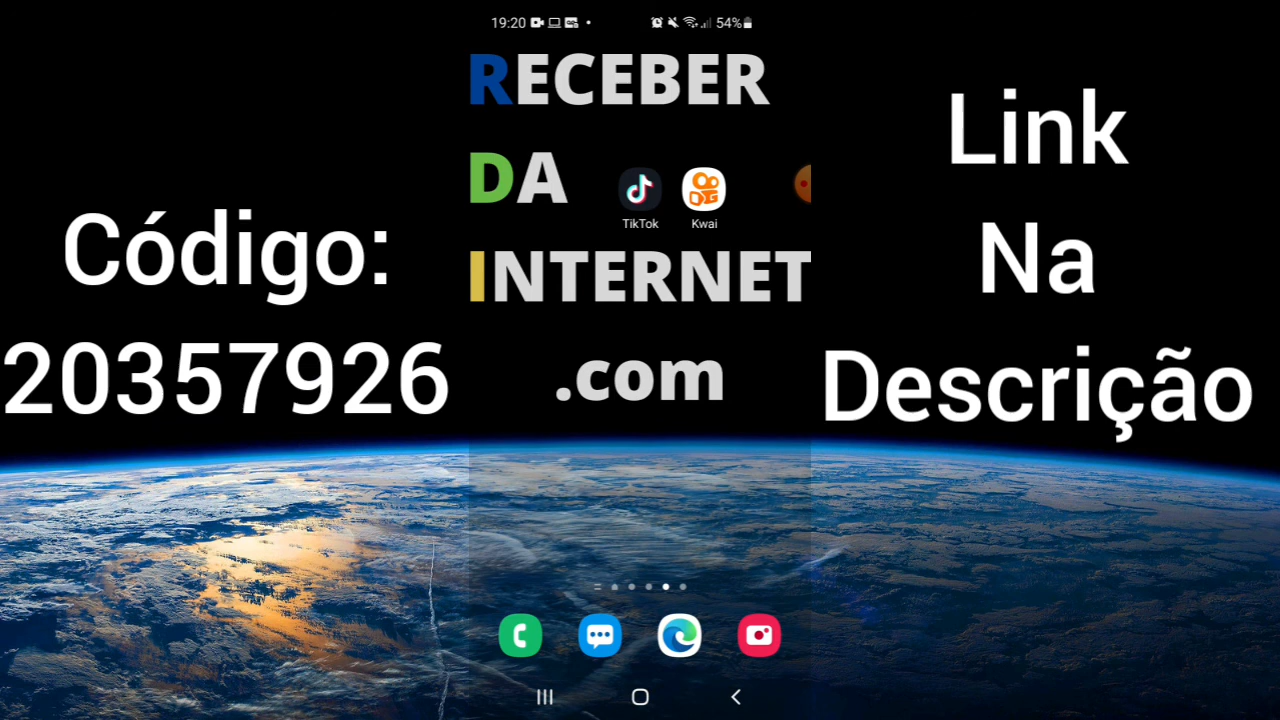 19:20
54%
RECEBER
DA
INTERNET
.com
TikTok
Kwai
Código:
20357926
Link
Na
Descrição